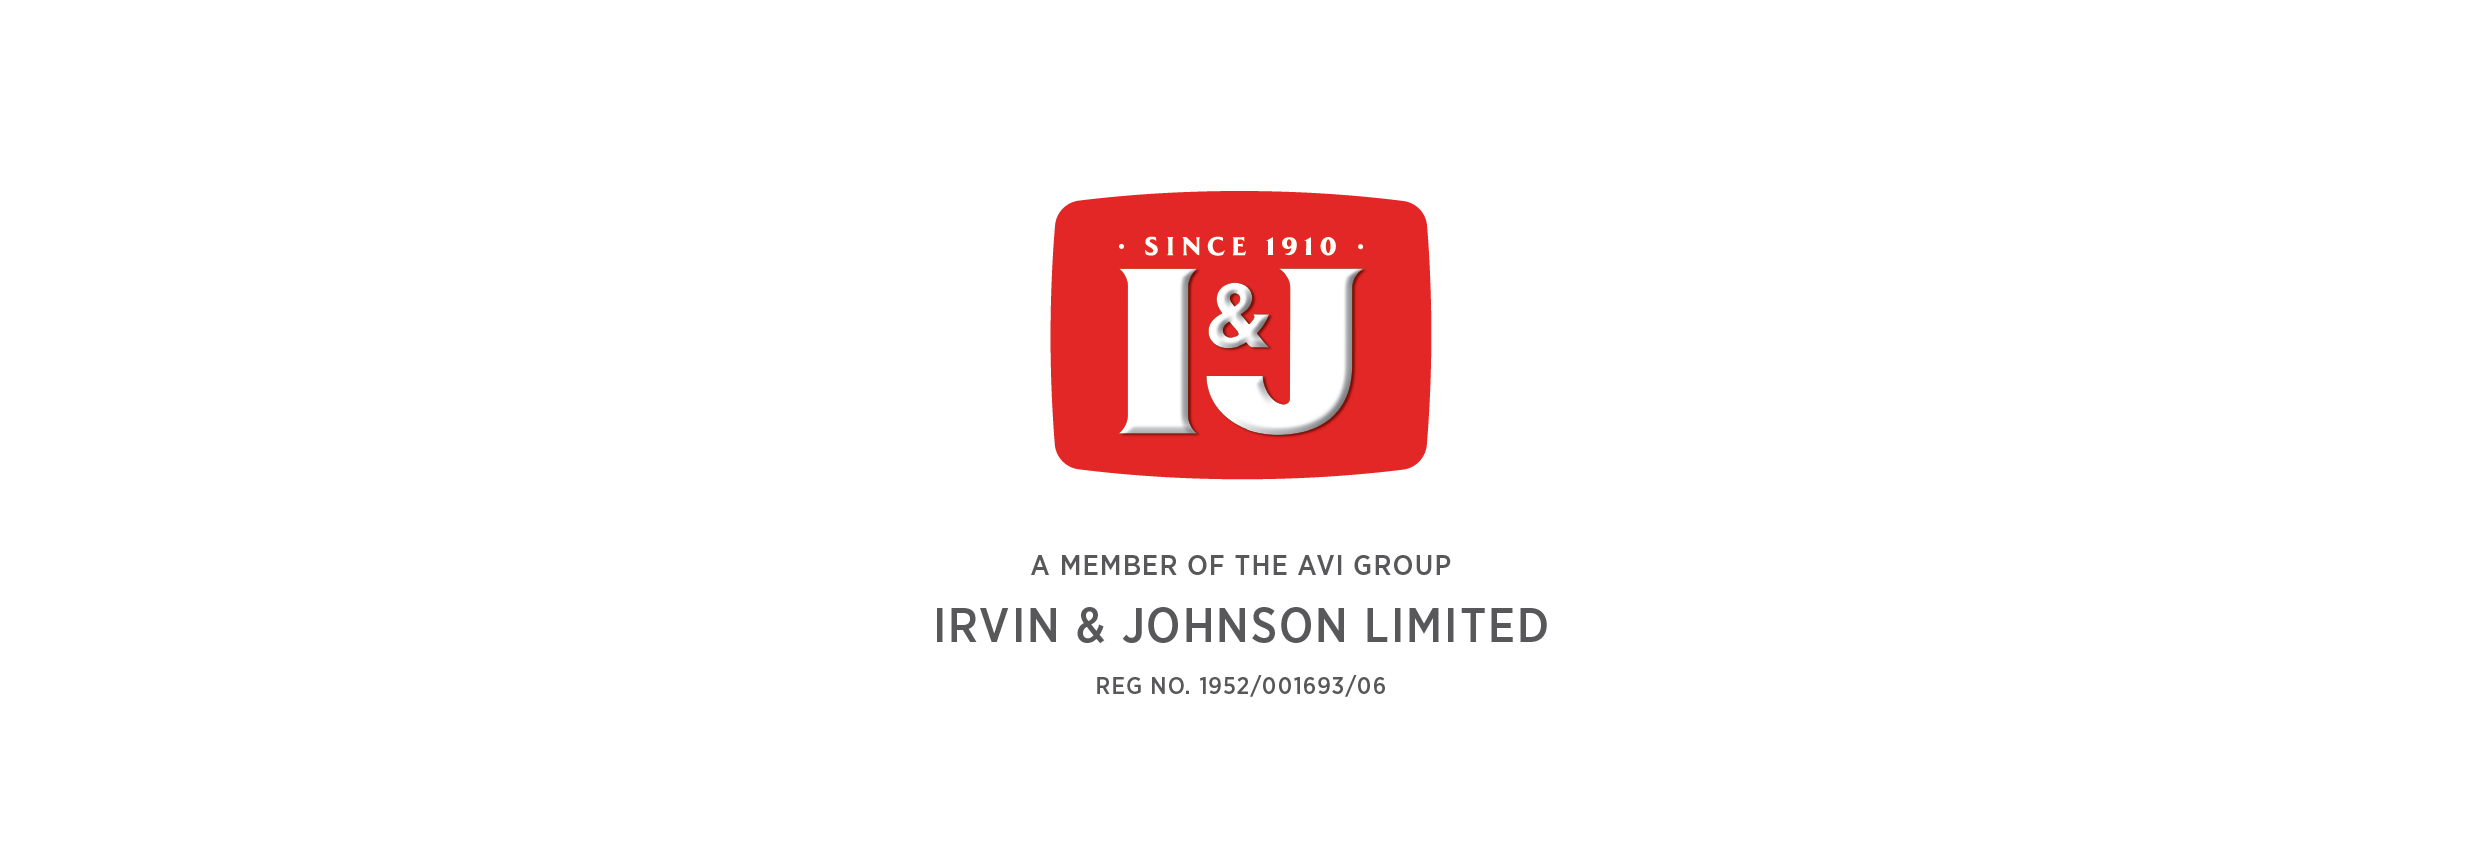 · SINCE 1910 ·
I&J
A MEMBER OF THE AVI GROUP
IRVIN & JOHNSON LIMITED
REG NO. 1952/001693/06